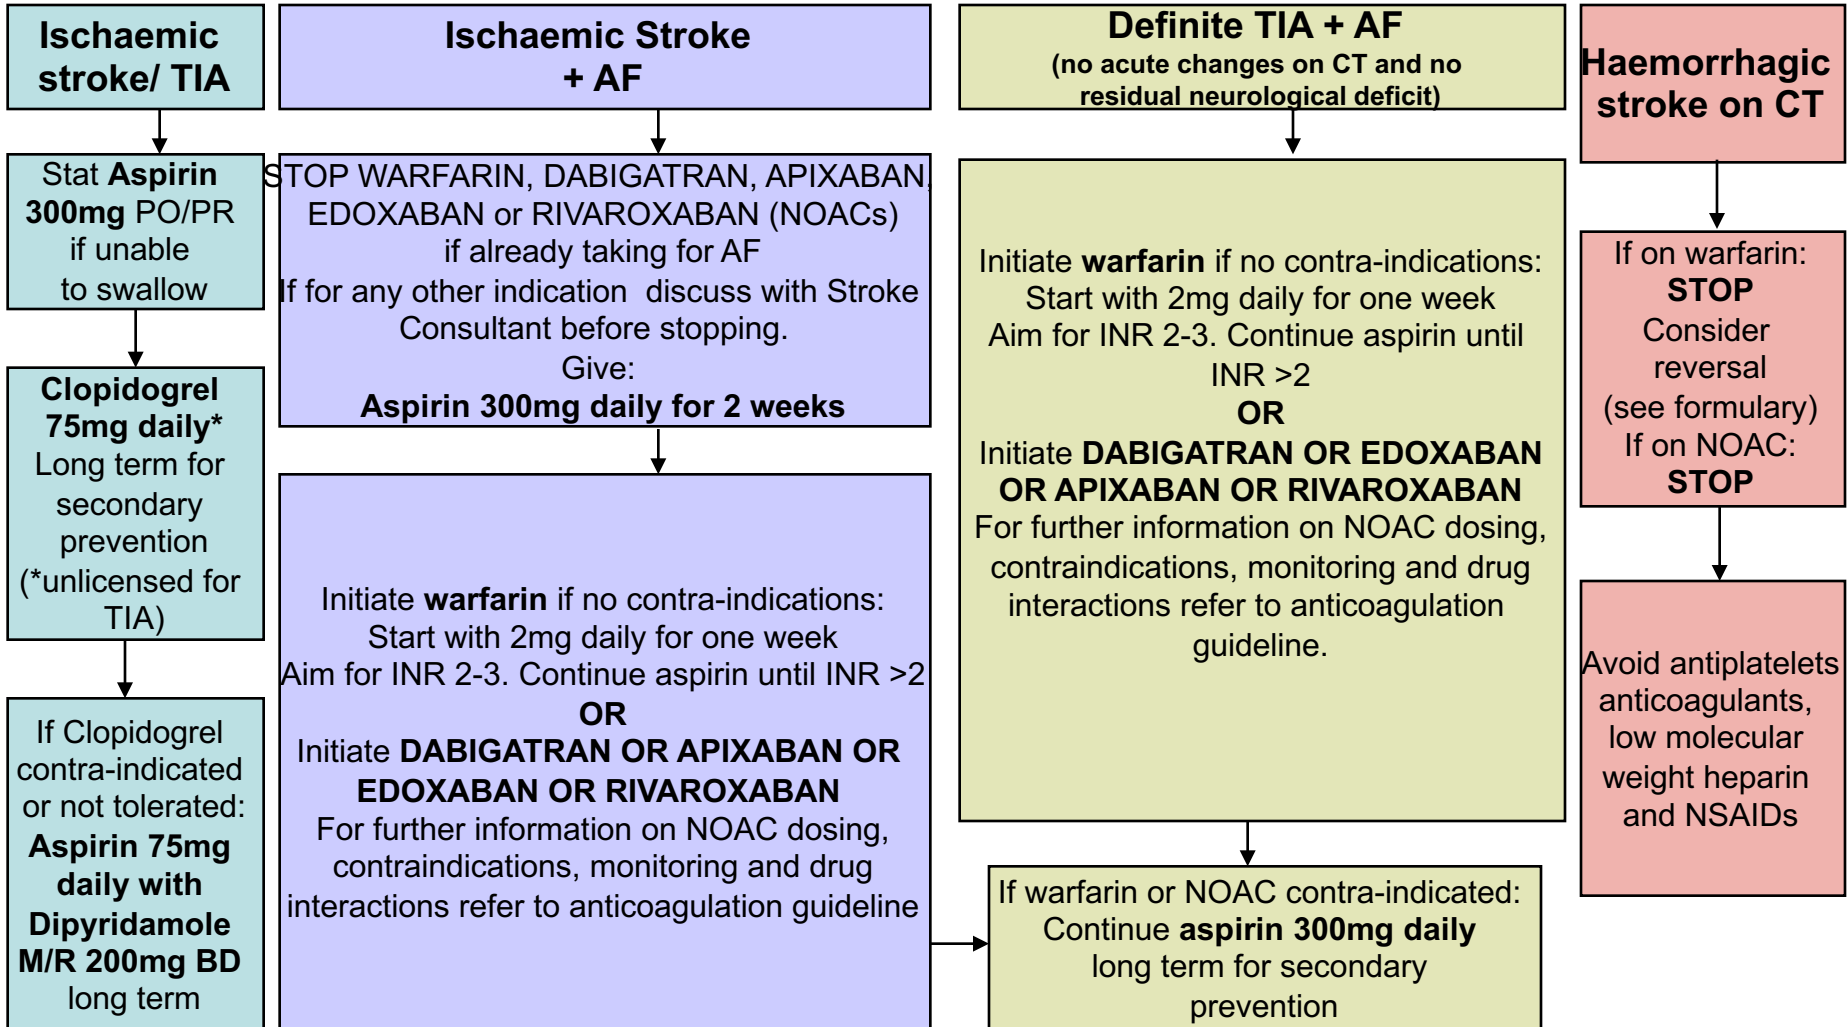 Ischaemic
stroke/ TIA
Stat Aspirin
300mg PO/PR
if unable
to swallow
Clopidogrel
75mg daily*
Long term for
secondary
prevention
(*unlicensed for
TIA)
If Clopidogrel
contra-indicated
or not tolerated:
Aspirin 75mg
daily with
Dipyridamole
M/R 200mg BD
long term
Ischaemic Stroke
+ AF
STOP WARFARIN, DABIGATRAN, APIXABAN,
EDOXABAN or RIVAROXABAN (NOACs)
if already taking for AF
If for any other indication discuss with Stroke
Consultant before stopping.
Give:
Aspirin 300mg daily for 2 weeks
Initiate warfarin if no contra-indications:
Start with 2mg daily for one week
Aim for INR 2-3. Continue aspirin until INR >2
OR
Initiate DABIGATRAN OR APIXABAN OR
EDOXABAN OR RIVAROXABAN
For further information on NOAC dosing,
contraindications, monitoring and drug
interactions refer to anticoagulation guideline
Definite TIA + AF
(no acute changes on CT and no
residual neurological deficit)
Initiate warfarin if no contra-indications:
Start with 2mg daily for one week
Aim for INR 2-3. Continue aspirin until
INR >2
OR
Initiate DABIGATRAN OR EDOXABAN
OR APIXABAN OR RIVAROXABAN
For further information on NOAC dosing,
contraindications, monitoring and drug
interactions refer to anticoagulation
guideline.
If warfarin or NOAC contra-indicated:
Continue aspirin 300mg daily
long term for secondary
prevention
Haemorrhagic
stroke on CT
If on warfarin:
STOP
Consider
reversal
(see formulary)
If on NOAC:
STOP
Avoid antiplatelets
anticoagulants,
low molecular
weight heparin
and NSAIDs